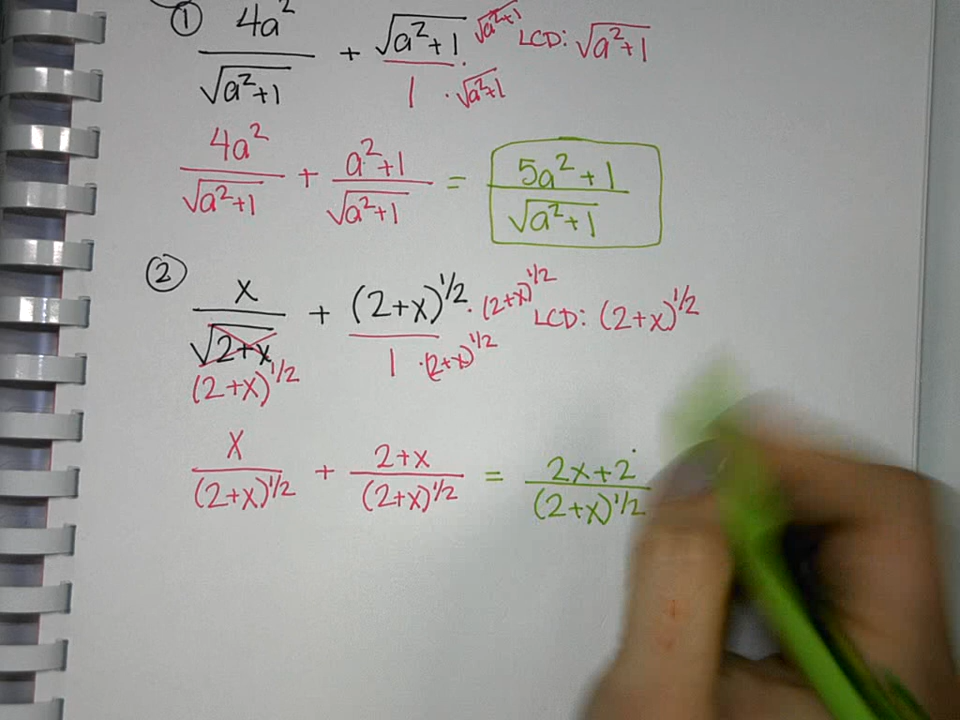 ① 4a²/√(a²+1) + √(a²+1)/1 · √(a²+1)/· √(a²+1) LCD: √(a²+1)
4a²/√(a²+1) + (a²+1)/√(a²+1) = (5a²+1)/√(a²+1)
② x/√(2+x) (2+x)^1/2 + (2+x)^1/2/1 · (2+x)^1/2/· (2+x)^1/2 LCD: (2+x)^1/2
x/(2+x)^1/2 + (2+x)/(2+x)^1/2 = (2x+2)/(2+x)^1/2